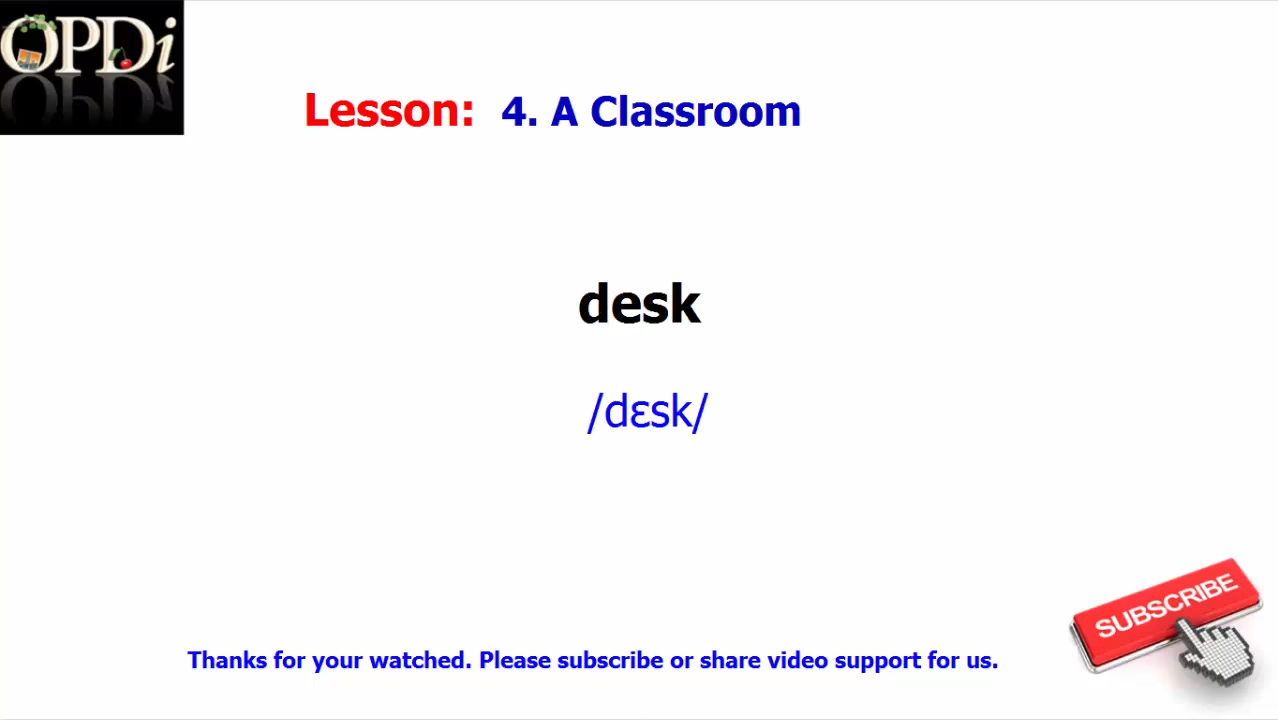 OPDi
Lesson: 4. A Classroom
desk
/dɛsk/
SUBSCRIBE
Thanks for your watched. Please subscribe or share video support for us.